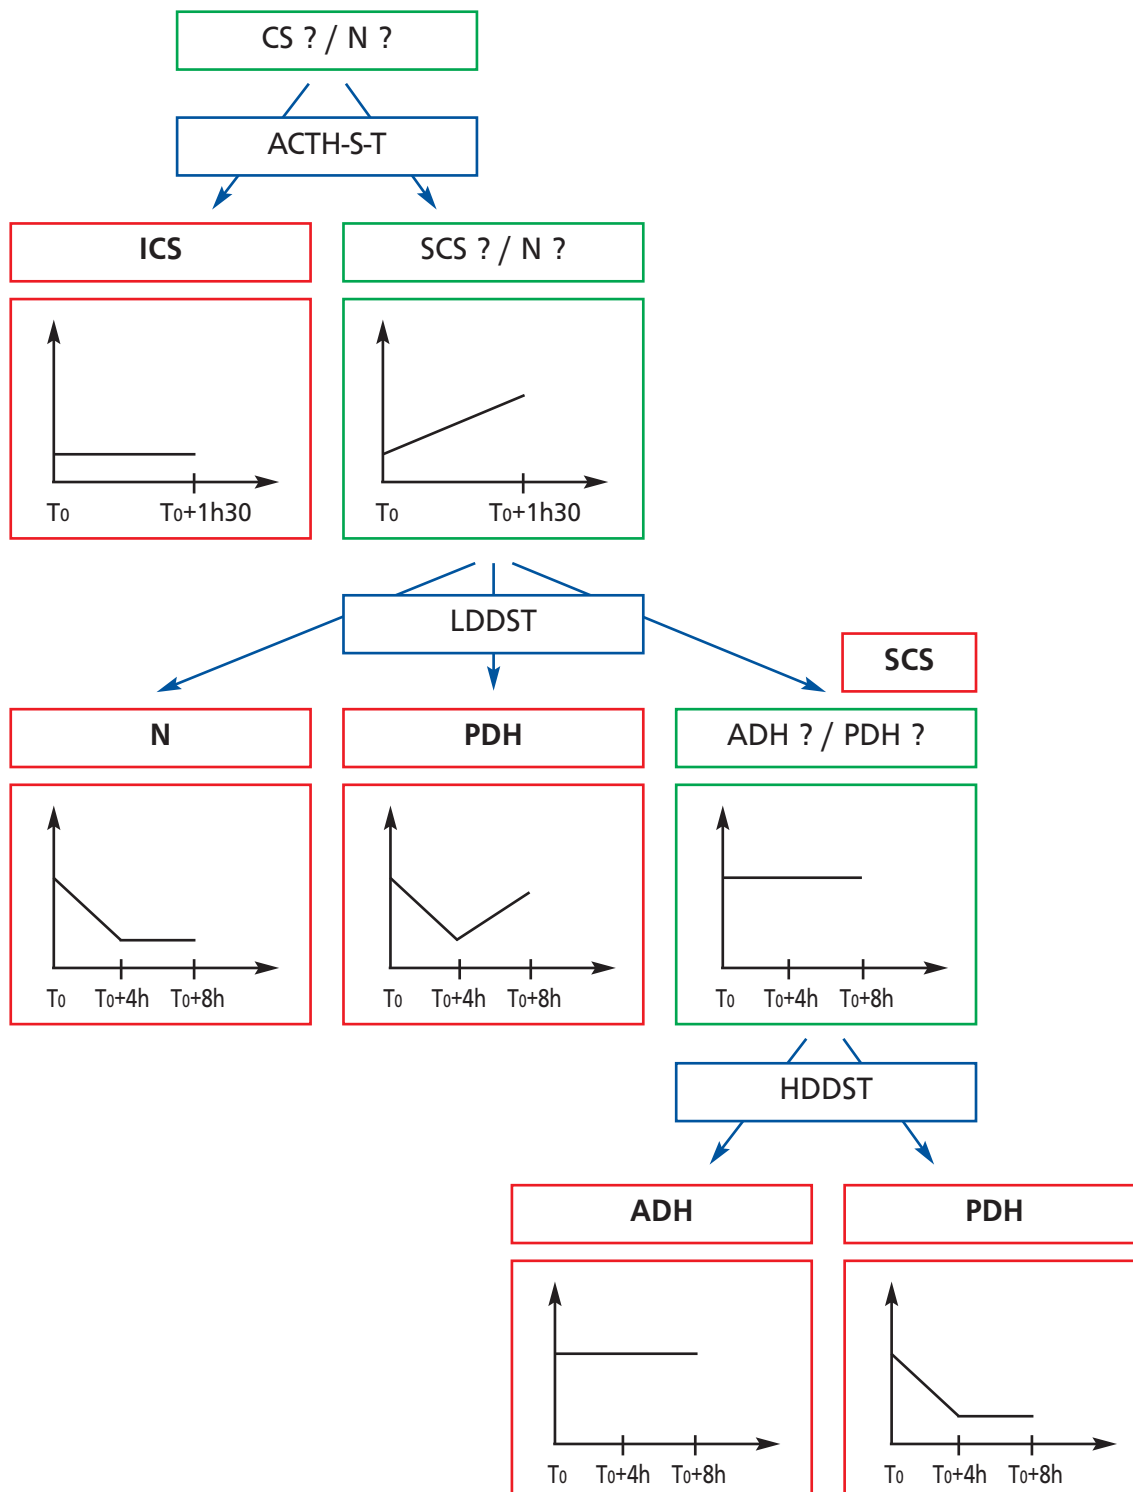 CS ? / N ?
ACTH-S-T
ICS
SCS ? / N ?
T0 T0+1h30
T0 T0+1h30
LDDST
SCS
N
PDH
ADH ? / PDH ?
T0 T0+4h T0+8h
T0 T0+4h T0+8h
T0 T0+4h T0+8h
HDDST
ADH
PDH
T0 T0+4h T0+8h
T0 T0+4h T0+8h